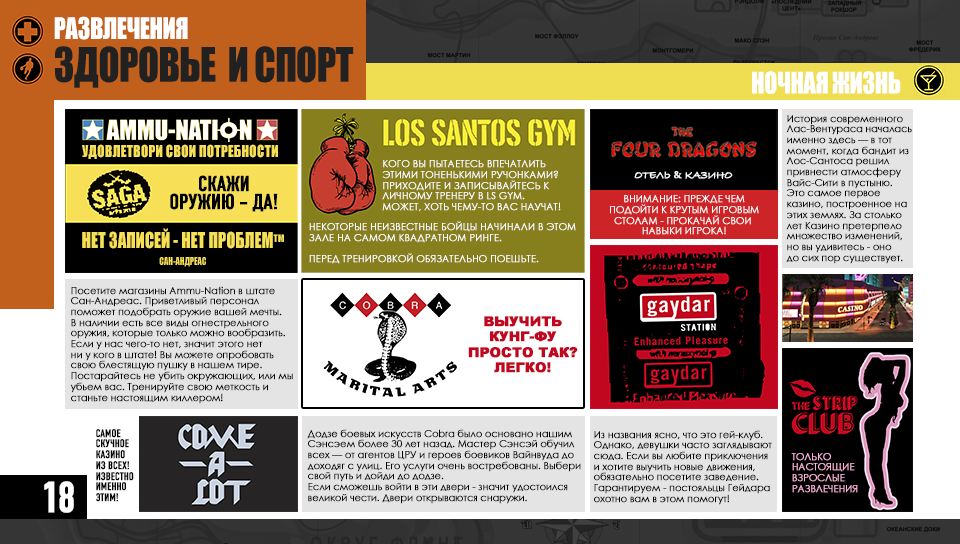 РАЗВЛЕЧЕНИЯ
ЗДОРОВЬЕ И СПОРТ
МОСТ МАРТИН
МОСТ ФОЛЛОУ
МОНТГОМЕРИ
МАКО-СПЭН
МОСТ
ФРЕДЕРИК
НОЧНАЯ ЖИЗНЬ
AMMU-NATION
УДОВЛЕТВОРИ СВОИ ПОТРЕБНОСТИ
SAGA
СКАЖИ
ОРУЖИЮ – ДА!
НЕТ ЗАПИСЕЙ - НЕТ ПРОБЛЕМ™
САН-АНДРЕАС
Посетите магазины Ammu-Nation в штате
Сан-Андреас. Приветливый персонал
поможет подобрать оружие вашей мечты.
В наличии есть все виды огнестрельного
оружия, которые только можно вообразить.
Если у нас чего-то нет, значит этого нет
ни у кого в штате! Вы можете опробовать
свою блестящую пушку в нашем тире.
Постарайтесь не убить окружающих, или мы
убьем вас. Тренируйте свою меткость и
станьте настоящим киллером!
LOS SANTOS GYM
КОГО ВЫ ПЫТАЕТЕСЬ ВПЕЧАТЛИТЬ
ЭТИМИ ТОНЕНЬКИМИ РУЧОНКАМИ?
ПРИХОДИТЕ И ЗАПИСЫВАЙТЕСЬ К
ЛИЧНОМУ ТРЕНЕРУ В LS GYM.
МОЖЕТ, ХОТЬ ЧЕМУ-ТО ВАС НАУЧАТ!
НЕКОТОРЫЕ НЕИЗВЕСТНЫЕ БОЙЦЫ НАЧИНАЛИ В ЭТОМ
ЗАЛЕ НА САМОМ КВАДРАТНОМ РИНГЕ.
ПЕРЕД ТРЕНИРОВКОЙ ОБЯЗАТЕЛЬНО ПОЕШЬТЕ.
COBRA
MARITAL ARTS
ВЫУЧИТЬ
КУНГ-ФУ
ПРОСТО ТАК?
ЛЕГКО!
THE
FOUR DRAGONS
ОТЕЛЬ & КАЗИНО
ВНИМАНИЕ: ПРЕЖДЕ ЧЕМ
ПОДОЙТИ К КРУТЫМ ИГРОВЫМ
СТОЛАМ - ПРОКАЧАЙ СВОИ
НАВЫКИ ИГРОКА!
gaydar
STATION
Enhanced Pleasure
gaydar
Enhanced Pleasure
История современного
Лас-Вентураса началась
именно здесь — в тот
момент, когда бандит из
Лос-Сантоса решил
привнести атмосферу
Вайс-Сити в пустыню.
Это самое первое
казино, построенное на
этих землях. За столько
лет Казино претерпело
множество изменений,
но вы удивитесь - оно
до сих пор существует.
CASINO
THE STRIP
CLUB
ТОЛЬКО
НАСТОЯЩИЕ
ВЗРОСЛЫЕ
РАЗВЛЕЧЕНИЯ
САМОЕ
СКУЧНОЕ
КАЗИНО
ИЗ ВСЕХ!
ИЗВЕСТНО
ИМЕННО
ЭТИМ!
COME
-A-
LOT
Додзе боевых искусств Cobra было основано нашим
Сэнсэем более 30 лет назад. Мастер Сэнсэй обучил
всех — от агентов ЦРУ и героев боевиков Вайнвуда до
доходяг с улиц. Его услуги очень востребованы. Выбери
свой путь и дойди до додзе.
Если сможешь войти в эти двери - значит удостоился
великой чести. Двери открываются снаружи.
Из названия ясно, что это гей-клуб.
Однако, девушки часто заглядывают
сюда. Если вы любите приключения
и хотите выучить новые движения,
обязательно посетите заведение.
Гарантируем - постояльцы Гейдара
охотно вам в этом помогут!
18
ОКЕАНСКИЕ ДОКИ